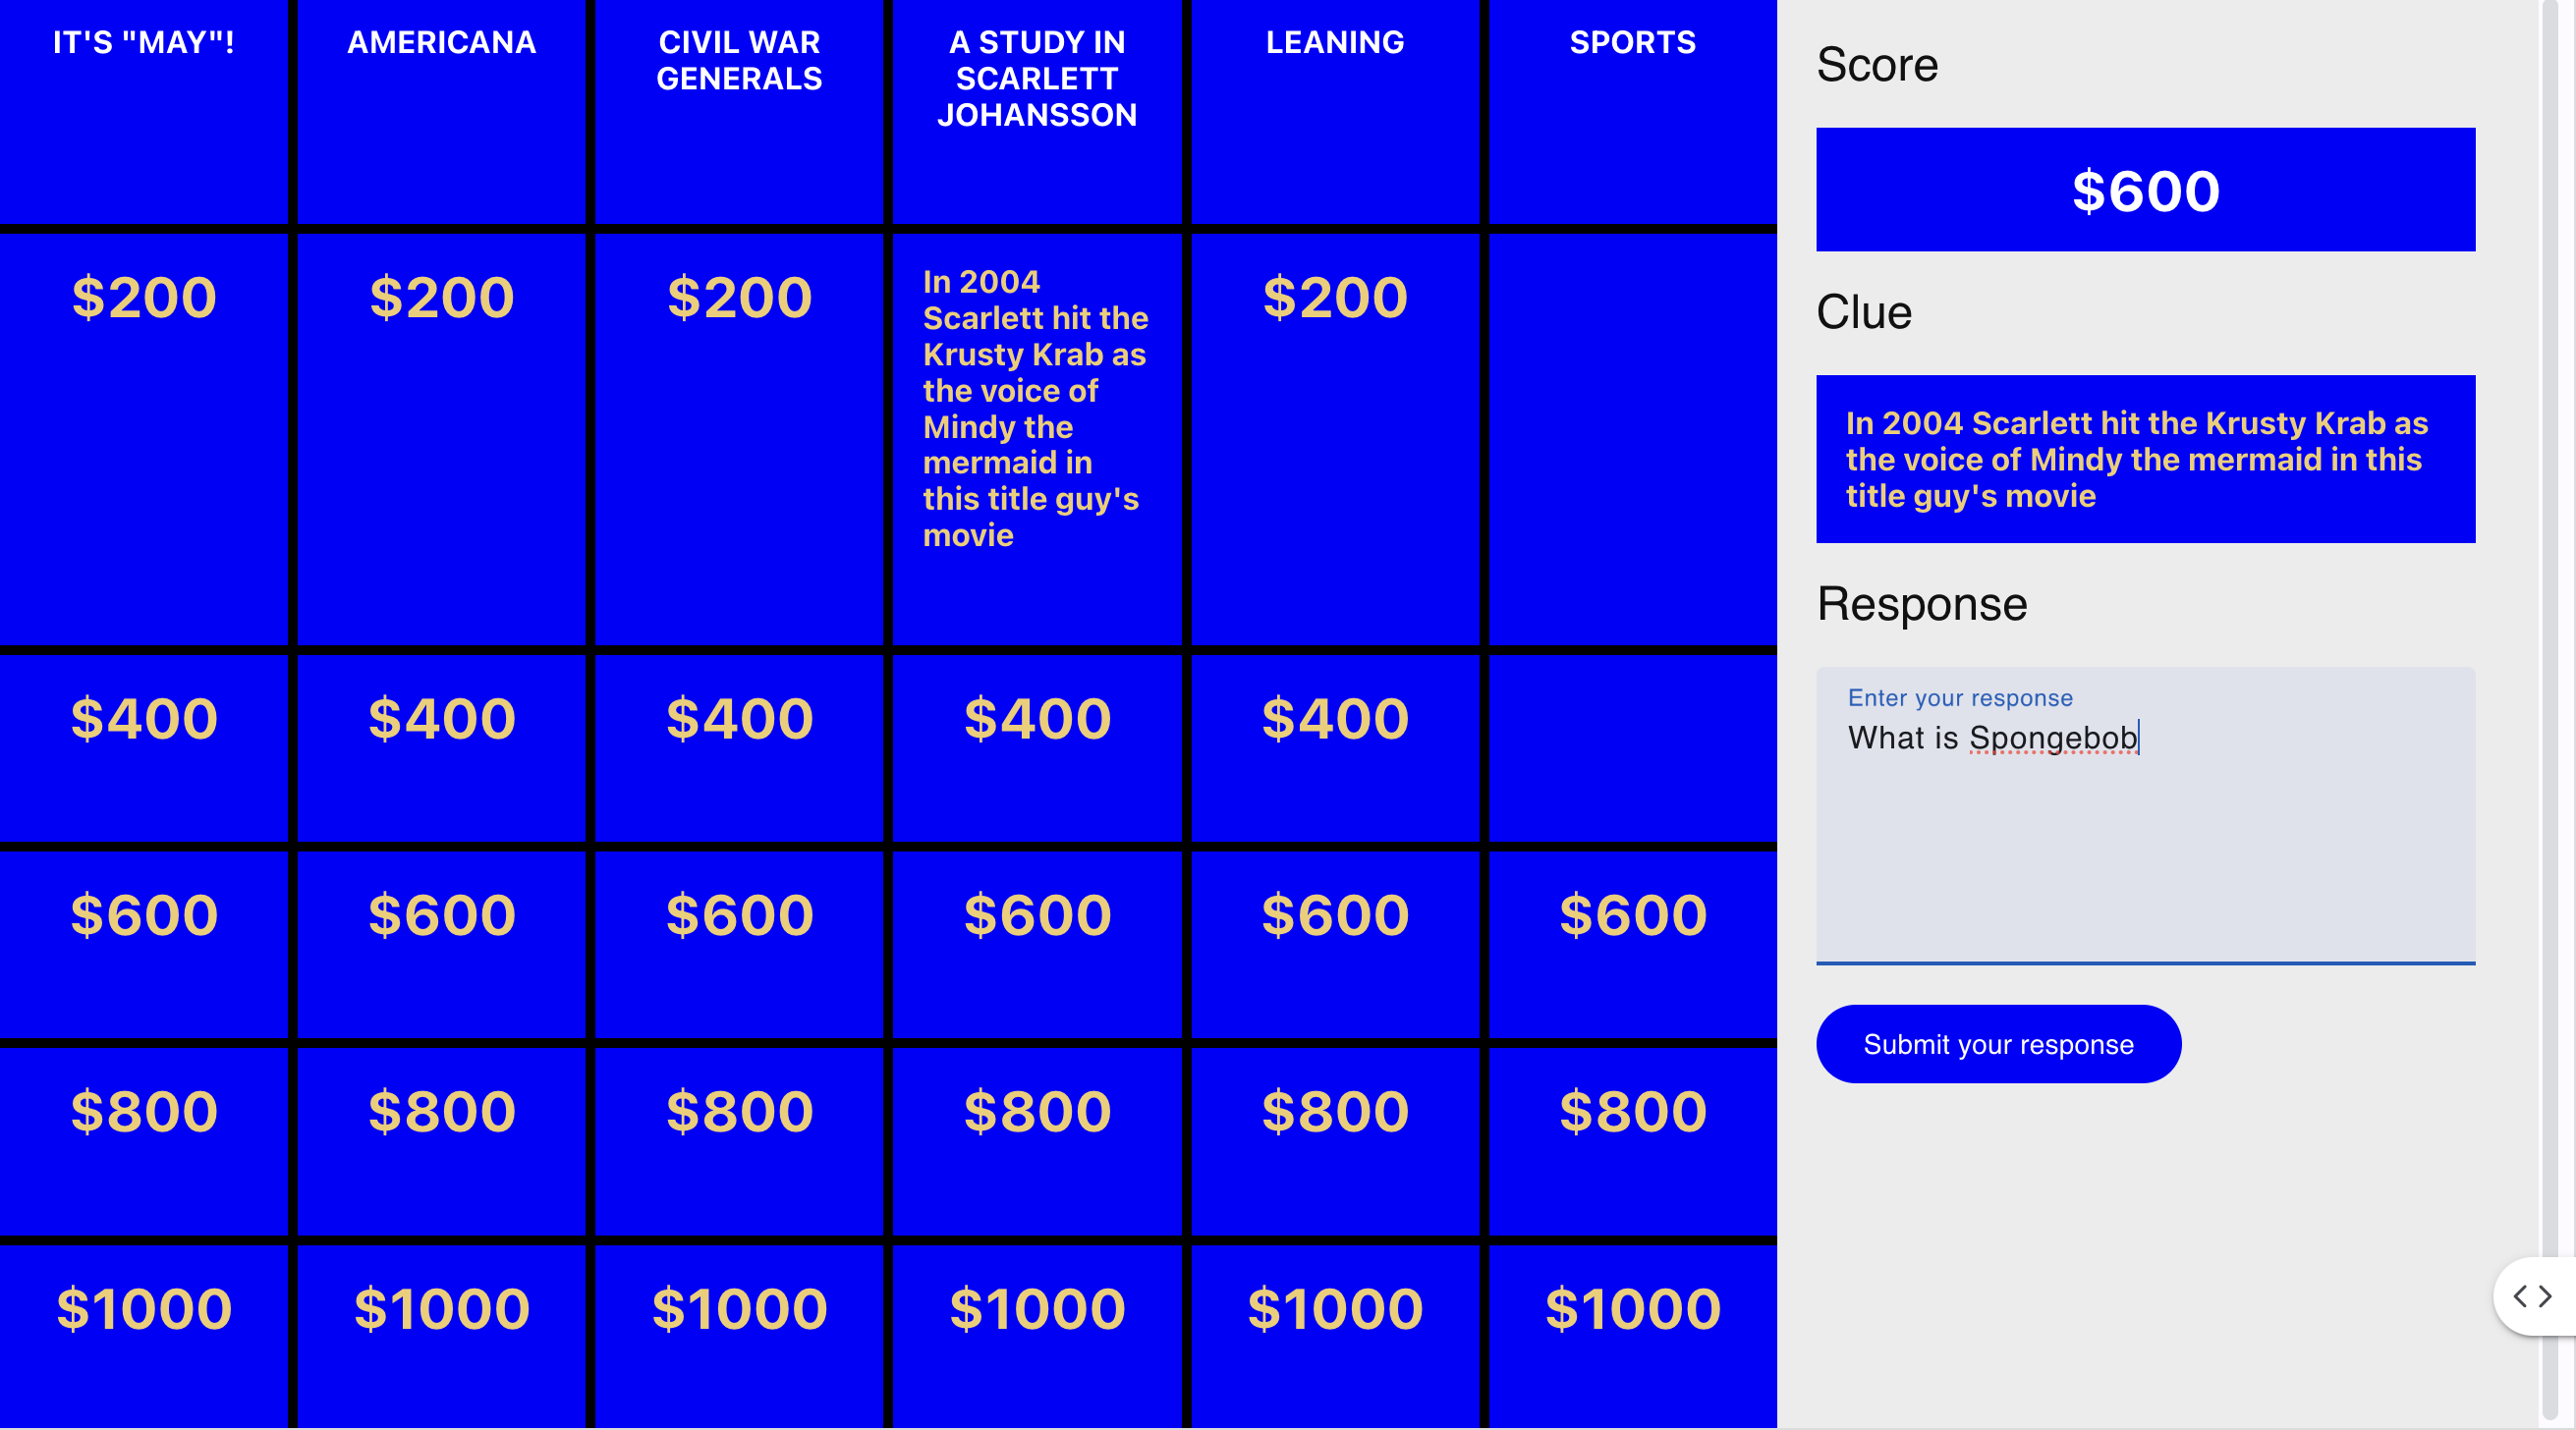 IT'S "MAY"!
AMERICANA
CIVIL WAR
GENERALS
A STUDY IN
SCARLETT
JOHANSSON
LEANING
SPORTS
$200
$200
$200
In 2004
Scarlett hit the
Krusty Krab as
the voice of
Mindy the
mermaid in
this title guy's
movie
$200
$400
$400
$400
$400
$400
$600
$600
$600
$600
$600
$600
$800
$800
$800
$800
$800
$800
$1000
$1000
$1000
$1000
$1000
$1000
Score
$600
Clue
In 2004 Scarlett hit the Krusty Krab as
the voice of Mindy the mermaid in this
title guy's movie
Response
Enter your response
What is Spongebob
Submit your response